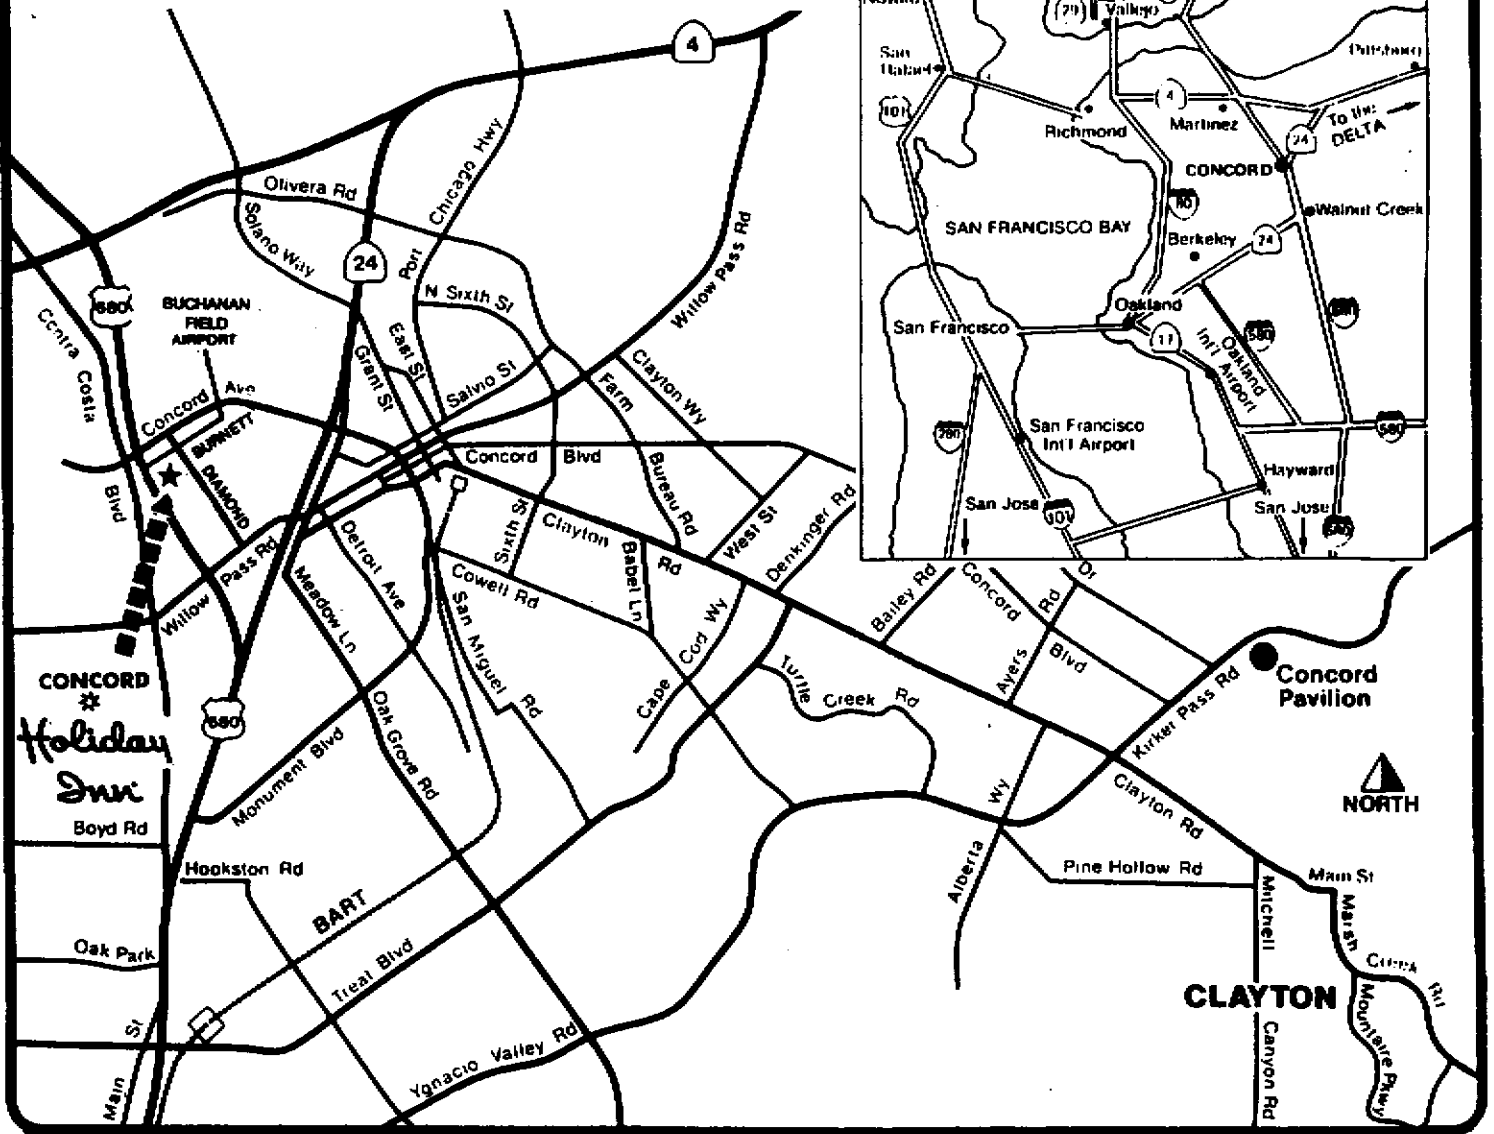 4
Vallejo
29
San
Rafael
101
Richmond
4
Martinez
Pittsburg
To the
DELTA
24
CONCORD
80
Walnut Creek
SAN FRANCISCO BAY
Berkeley
24
Oakland
San Francisco
17
Int'l
Oakland
Airport
580
680
280
San Francisco
Int'l Airport
580
Hayward
San Jose
101
San Jose
680
Olivera Rd
Solano Way
Port Chicago Hwy
24
Willow Pass Rd
680
BUCHANAN
FIELD
AIRPORT
N Sixth St
Contra Costa Blvd
East St
Grant St
Salvio St
Farm Bureau Rd
Clayton Wy
Concord Ave
BURNETT
DIAMOND
Concord Blvd
Sixth St
Clayton Rd
West St
Denkinger Rd
Detroit Ave
Willow Pass Rd
Meadow Ln
Cowell Rd
Babel Ln
San Miguel Rd
Cape Cod Wy
Bailey Rd
Concord Blvd
Ayers Rd
Dr
Turtle Creek Rd
Kirker Pass Rd
Concord
Pavilion
CONCORD
Holiday
Inn
680
Monument Blvd
Oak Grove Rd
NORTH
Boyd Rd
Hookston Rd
BART
Alberta Wy
Clayton Rd
Pine Hollow Rd
Main St
Mitchell Canyon Rd
Marsh Creek Rd
Oak Park
Treat Blvd
CLAYTON
Mountaire Pkwy
Main St
Ygnacio Valley Rd